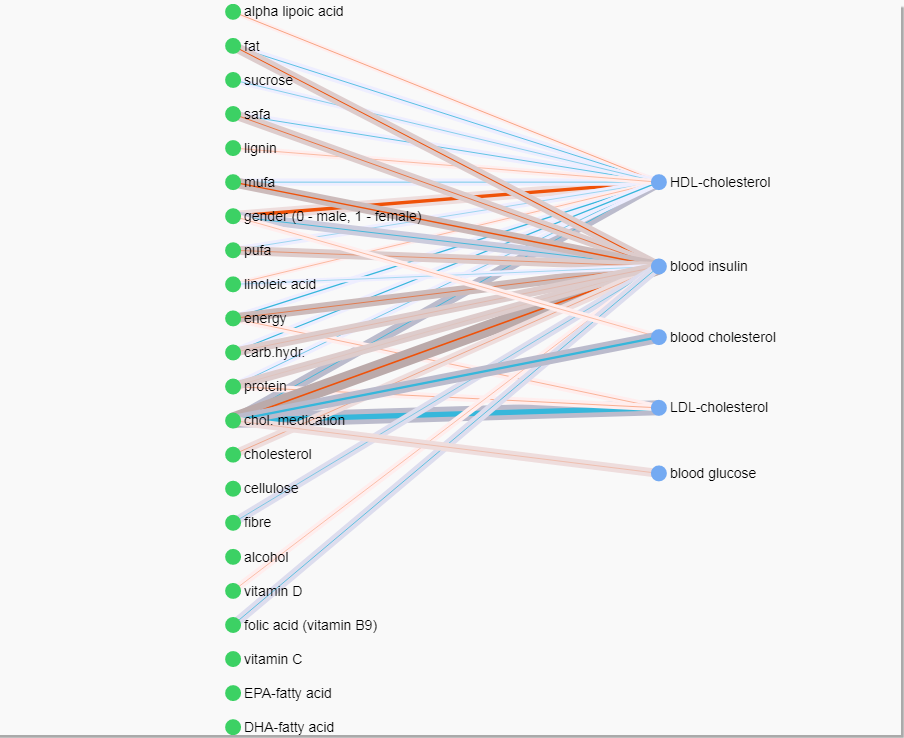 alpha lipoic acid
fat
sucrose
safa
lignin
mufa
HDL-cholesterol
gender (0 - male, 1 - female)
pufa
blood insulin
linoleic acid
energy
blood cholesterol
carb.hydr.
protein
LDL-cholesterol
chol. medication
cholesterol
blood glucose
cellulose
fibre
alcohol
vitamin D
folic acid (vitamin B9)
vitamin C
EPA-fatty acid
DHA-fatty acid